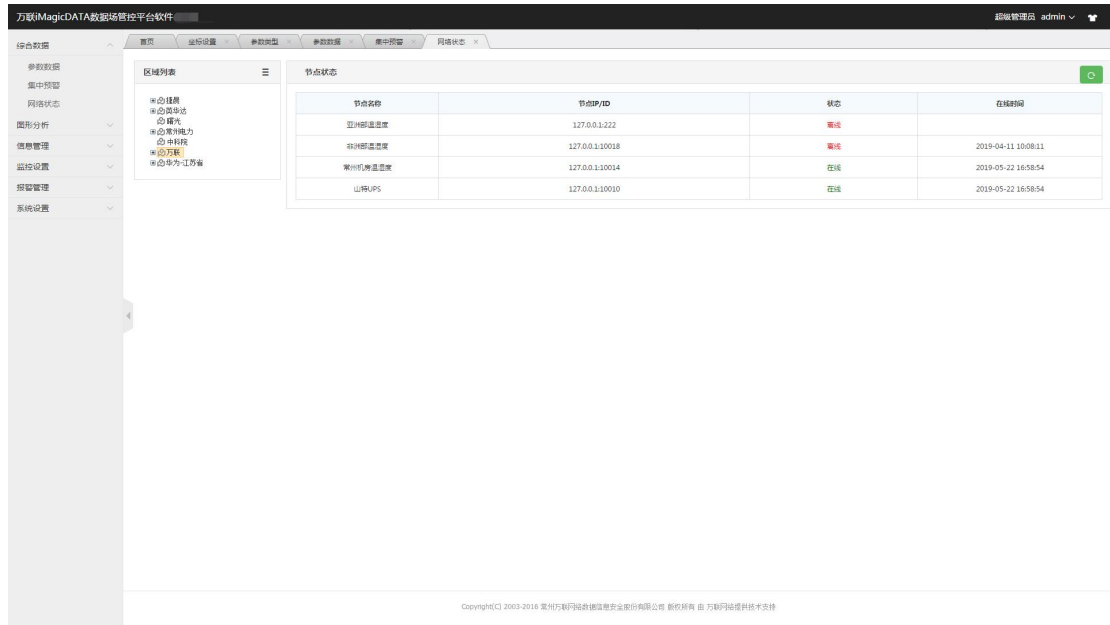 万联iMagicDATA数据场管控平台软件
超级管理员 admin
综合数据
参数数据
集中预警
网络状态
图形分析
信息管理
监控设置
报警管理
系统设置
首页 坐标设置 参数类型 参数数据 集中预警 网络状态
区域列表
捷晨
英华达
曙光
常州电力
中科院
万联
华为-江苏省
节点状态
节点名称 节点IP/ID 状态 在线时间
亚洲部温湿度 127.0.0.1:222 离线
非洲部温湿度 127.0.0.1:10018 离线 2019-04-11 10:08:11
常州机房温湿度 127.0.0.1:10014 在线 2019-05-22 16:58:54
山特UPS 127.0.0.1:10010 在线 2019-05-22 16:58:54
Copyright(C) 2003-2016 常州万联网络数据信息安全股份有限公司 版权所有 由 万联网络提供技术支持